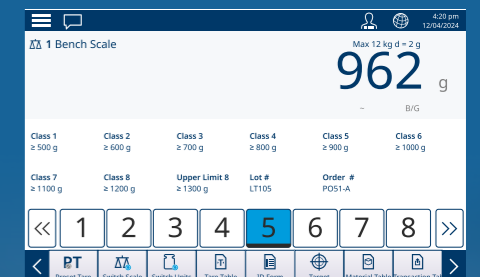 4:20 pm
12/04/2024
1 Bench Scale
Max 12 kg d = 2 g
962 g
~ B/G
Class 1 Class 2 Class 3 Class 4 Class 5 Class 6
≥ 500 g ≥ 600 g ≥ 700 g ≥ 800 g ≥ 900 g ≥ 1000 g
Class 7 Class 8 Upper Limit 8 Lot # Order #
≥ 1100 g ≥ 1200 g ≥ 1300 g LT105 PO51-A
<< 1 2 3 4 5 6 7 8 >>
PT
Preset Tare Switch Scale Switch Units Tare Table ID Form Target Material Table Transaction Tab